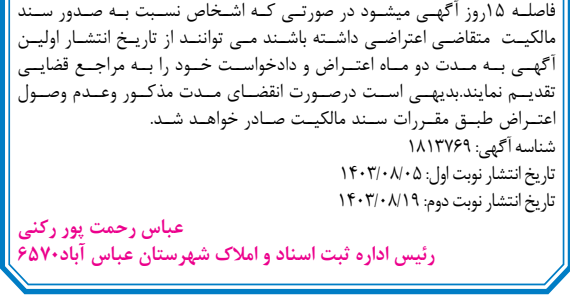 فاصله ۱۵روز آگهی میشود در صورتی که اشخاص نسبت به صدور سند
مالکیت متقاضی اعتراضی داشته باشند می توانند از تاریخ انتشار اولین
آگهی به مدت دو ماه اعتراض و دادخواست خود را به مراجع قضایی
تقدیم نمایند.بدیهی است درصورت انقضای مدت مذکور وعدم وصول
اعتراض طبق مقررات سند مالکیت صادر خواهد شد.
شناسه آگهی: ۱۸۱۳۷۶۹
تاریخ انتشار نوبت اول: ۱۴۰۳/۰۸/۰۵
تاریخ انتشار نوبت دوم: ۱۴۰۳/۰۸/۱۹
عباس رحمت پور رکنی
رئیس اداره ثبت اسناد و املاک شهرستان عباس آباد۶۵۷۰